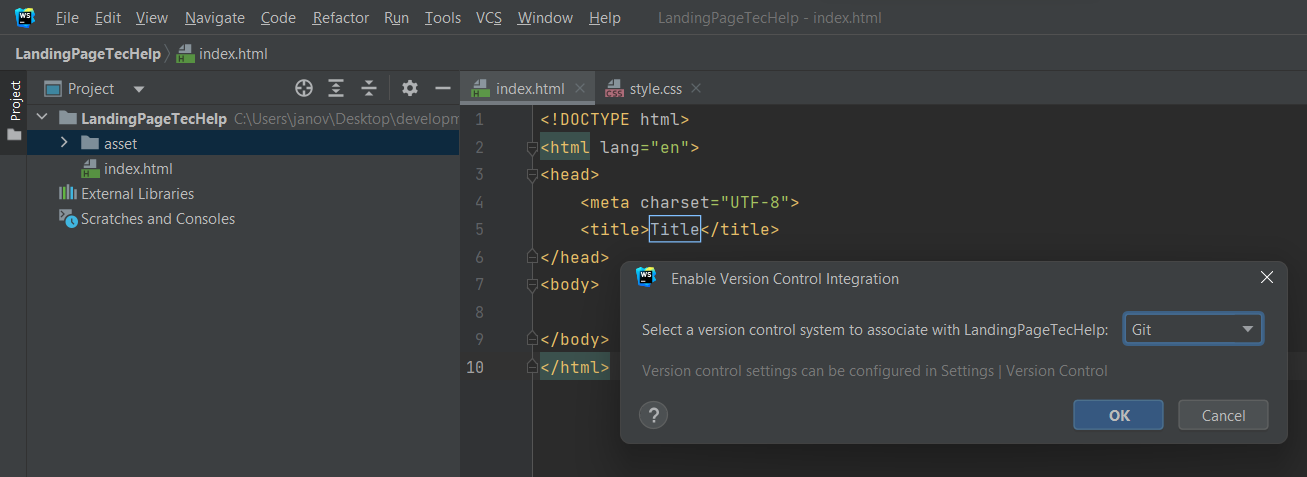 WS File Edit View Navigate Code Refactor Run Tools VCS Window Help LandingPageTecHelp - index.html
LandingPageTecHelp index.html
Project
Project
index.html
style.css
LandingPageTecHelp C:\Users\janov\Desktop\developm
asset
index.html
External Libraries
Scratches and Consoles
1 <!DOCTYPE html>
2 <html lang="en">
3 <head>
4 <meta charset="UTF-8">
5 <title>Title</title>
6 </head>
7 <body>
8
9 </body>
10 </html>
WS Enable Version Control Integration
Select a version control system to associate with LandingPageTecHelp: Git
Version control settings can be configured in Settings | Version Control
? OK Cancel